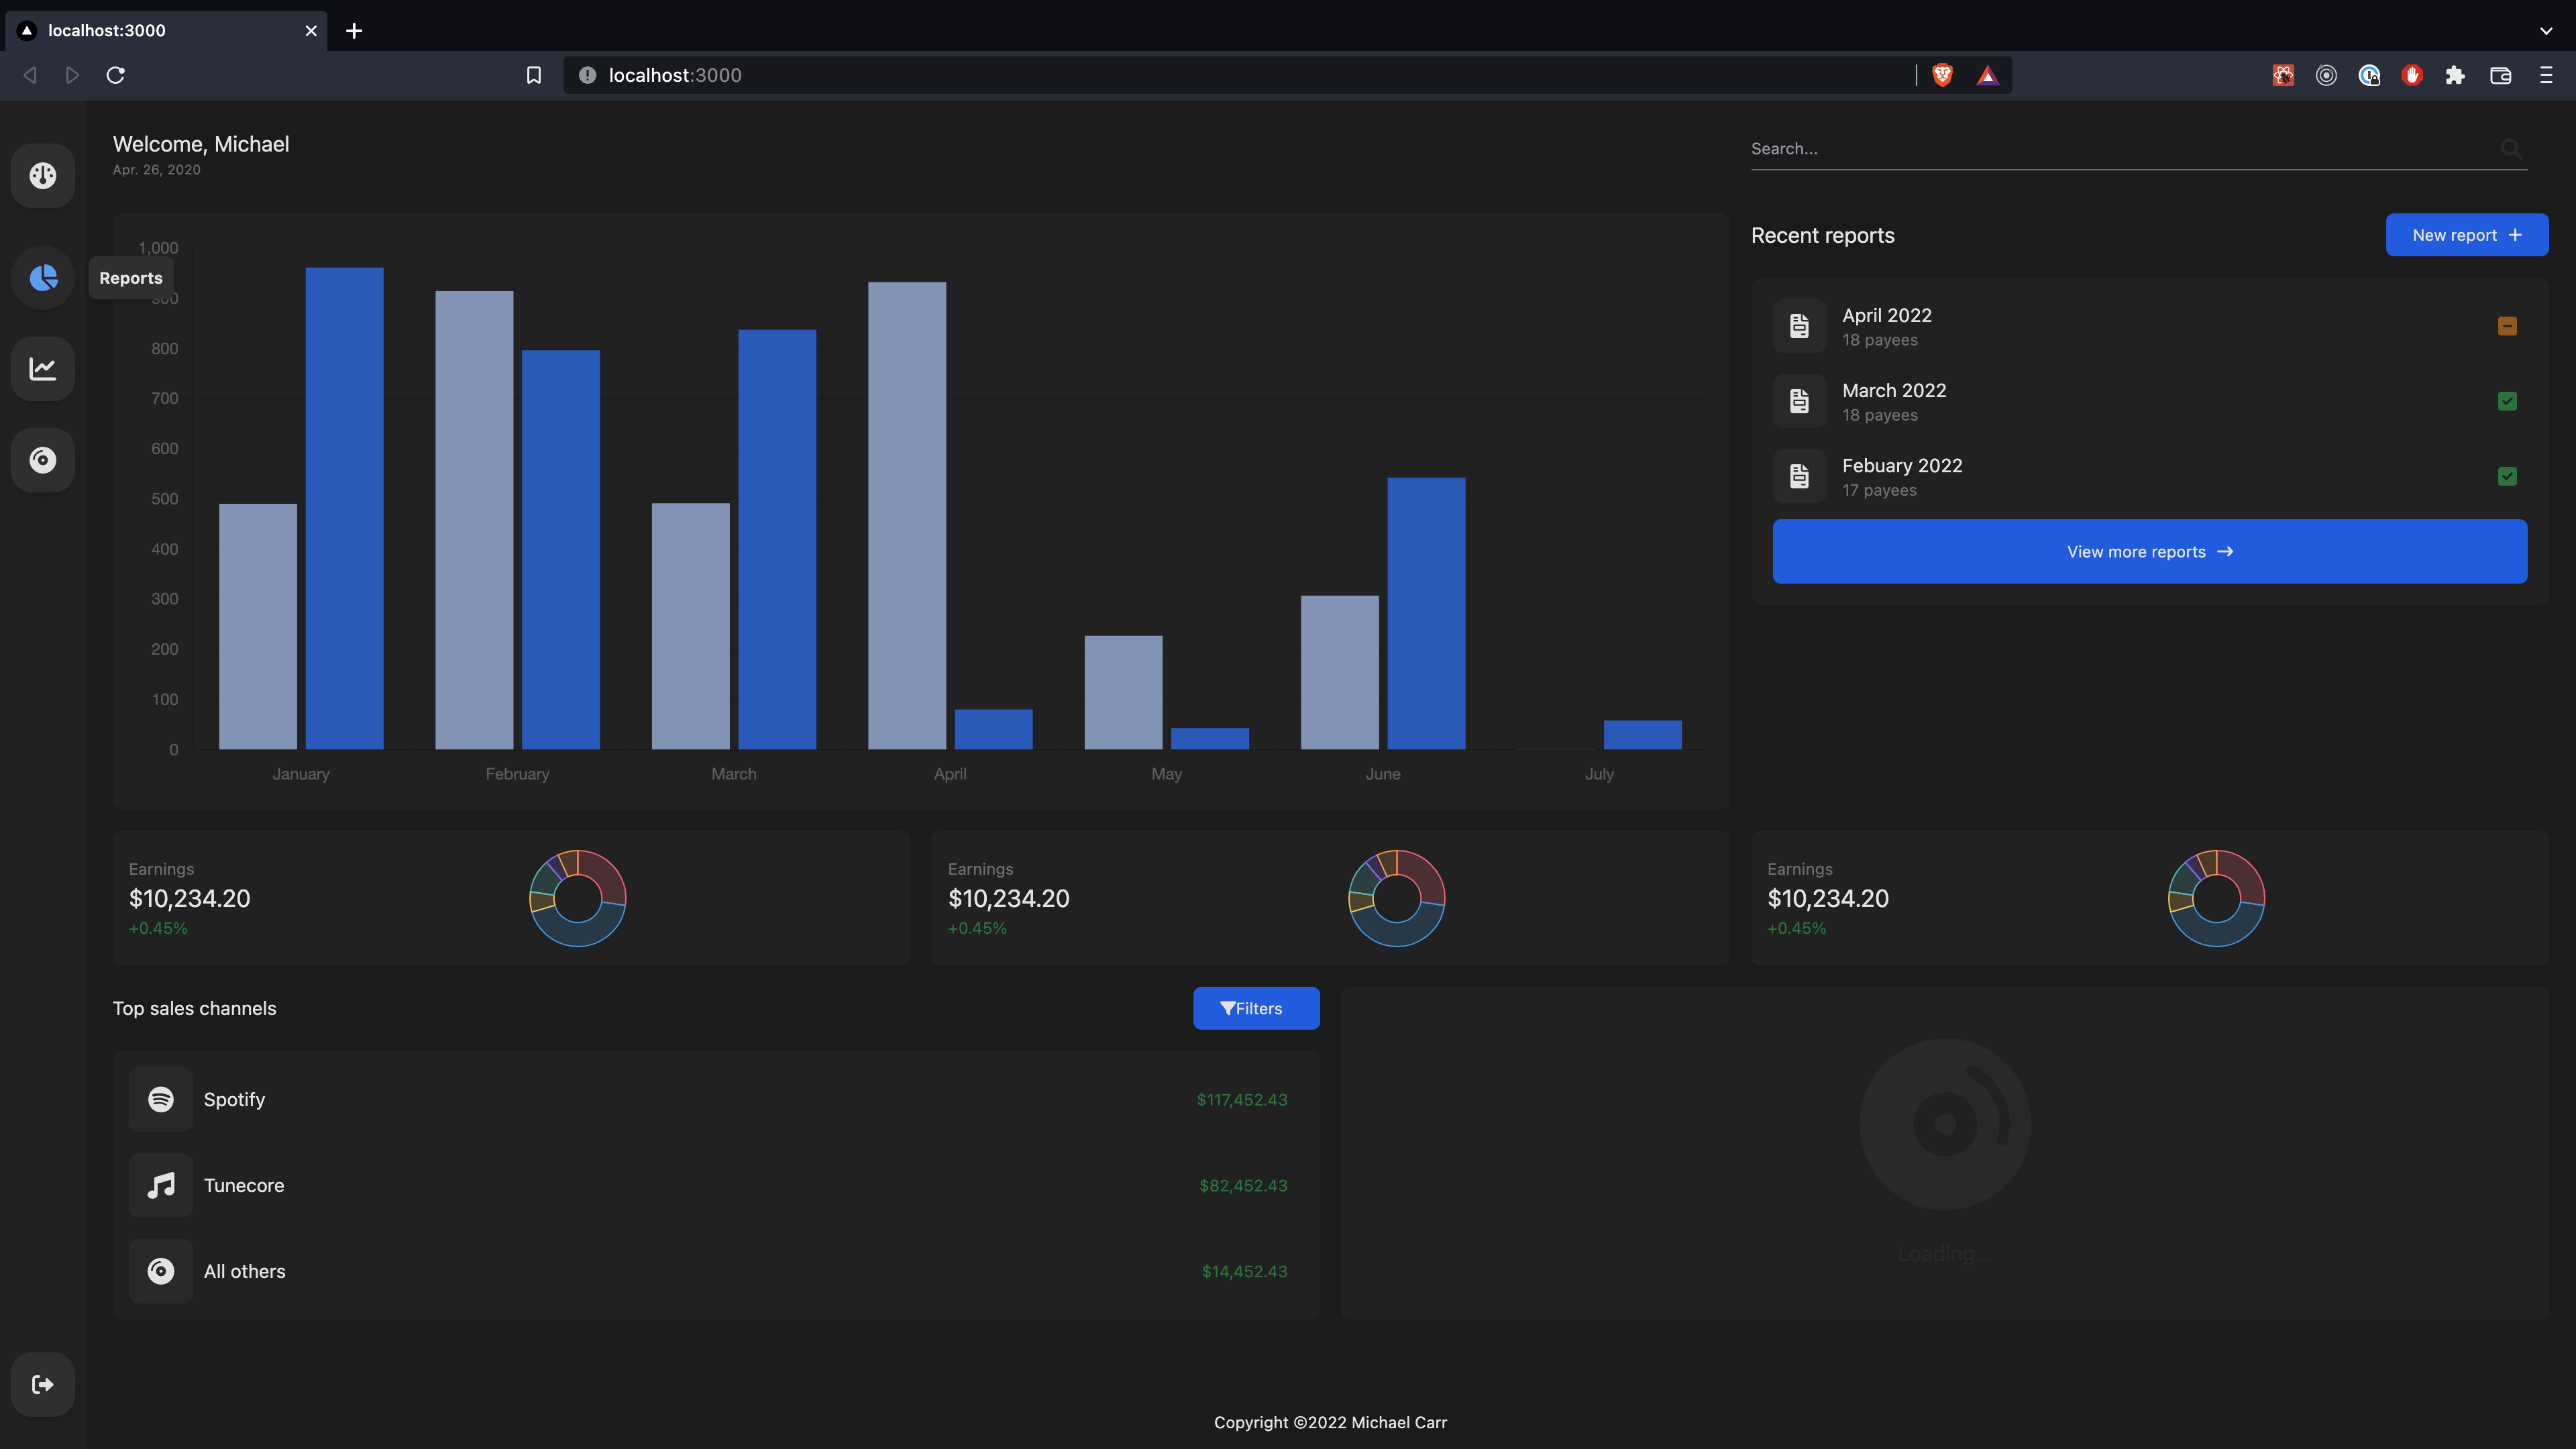 localhost:3000
localhost:3000
Welcome, Michael
Apr. 26, 2020
Search...
Reports
1,000
900
800
700
600
500
400
300
200
100
0
January
February
March
April
May
June
July
Recent reports
New report
April 2022
18 payees
March 2022
18 payees
Febuary 2022
17 payees
View more reports
Earnings
$10,234.20
+0.45%
Earnings
$10,234.20
+0.45%
Earnings
$10,234.20
+0.45%
Top sales channels
Filters
Spotify
$117,452.43
Tunecore
$82,452.43
All others
$14,452.43
Loading...
Copyright ©2022 Michael Carr